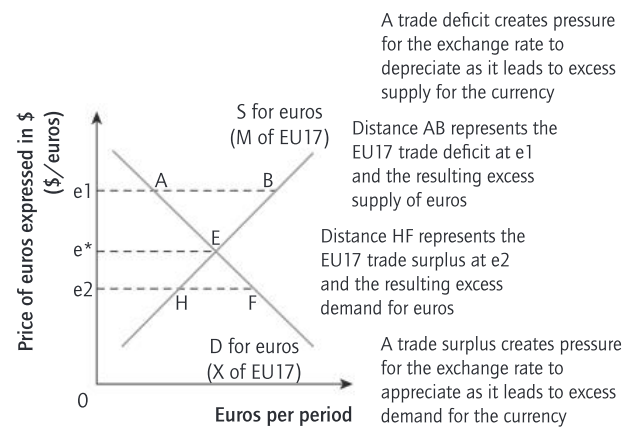 A trade deficit creates pressure
for the exchange rate to
depreciate as it leads to excess
supply for the currency
S for euros
(M of EU17)
Distance AB represents the
EU17 trade deficit at e1
and the resulting excess
supply of euros
Price of euros expressed in $
($/euros)
e1
A
B
e*
E
Distance HF represents the
EU17 trade surplus at e2
and the resulting excess
demand for euros
e2
H
F
D for euros
(X of EU17)
A trade surplus creates pressure
for the exchange rate to
appreciate as it leads to excess
demand for the currency
0
Euros per period